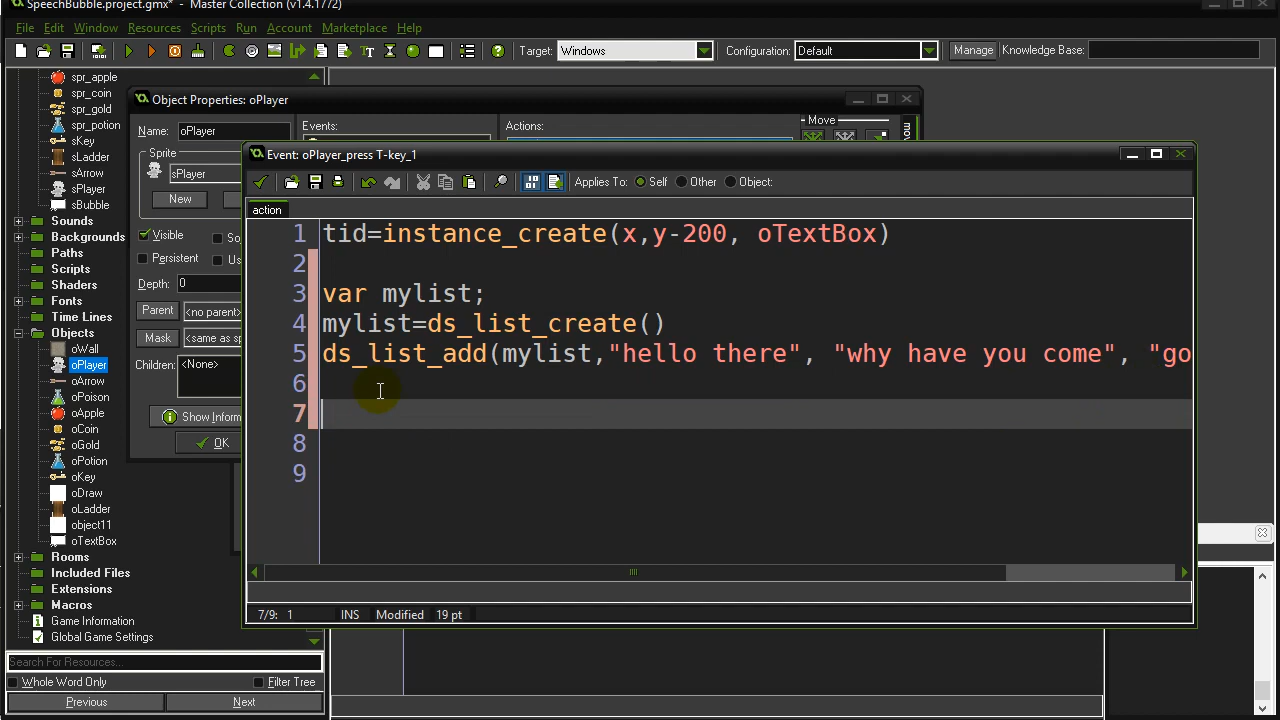 SpeechBubble.project.gmx* - Master Collection (v1.4.1772)
File Edit Window Resources Scripts Run Account Marketplace Help
Target: Windows Configuration: Default Manage Knowledge Base:
spr_apple
spr_coin
spr_gold
spr_potion
sKey
sLadder
sArrow
sPlayer
sBubble
Sounds
Backgrounds
Paths
Scripts
Shaders
Fonts
Time Lines
Objects
oWall
oPlayer
oArrow
oPoison
oApple
oCoin
oGold
oPotion
oKey
oDraw
oLadder
object11
oTextBox
Rooms
Included Files
Extensions
Macros
Game Information
Global Game Settings
Search For Resources...
Whole Word Only Filter Tree
Previous Next
Object Properties: oPlayer
Name: oPlayer
Events:
Actions:
Move
move
Sprite
sPlayer
New
Visible So
Persistent Us
Depth: 0
Parent <no parent>
Mask <same as sp
Children: <None>
Show Inform
OK
Event: oPlayer_press T-key_1
Applies To: Self Other Object:
action
1 tid=instance_create(x,y-200, oTextBox)
2
3 var mylist;
4 mylist=ds_list_create()
5 ds_list_add(mylist,"hello there", "why have you come", "go
6
7
8
9
7/9: 1 INS Modified 19 pt